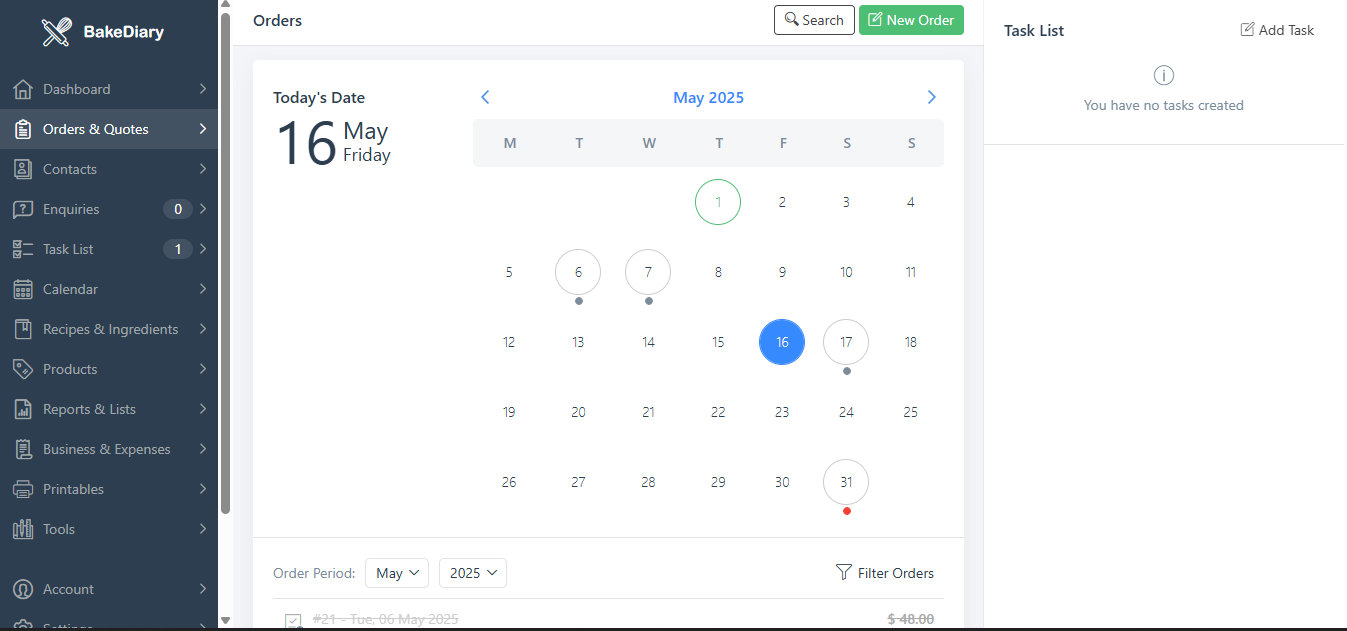 BakeDiary
Dashboard
Orders & Quotes
Contacts
Enquiries 0
Task List 1
Calendar
Recipes & Ingredients
Products
Reports & Lists
Business & Expenses
Printables
Tools
Account
Settings
Orders
Search
New Order
Today's Date
16 May
Friday
May 2025
M T W T F S S
1 2 3 4
5 6 7 8 9 10 11
12 13 14 15 16 17 18
19 20 21 22 23 24 25
26 27 28 29 30 31
Order Period: May 2025
Filter Orders
#21 - Tue, 06 May 2025 $ 48.00
Task List
Add Task
You have no tasks created